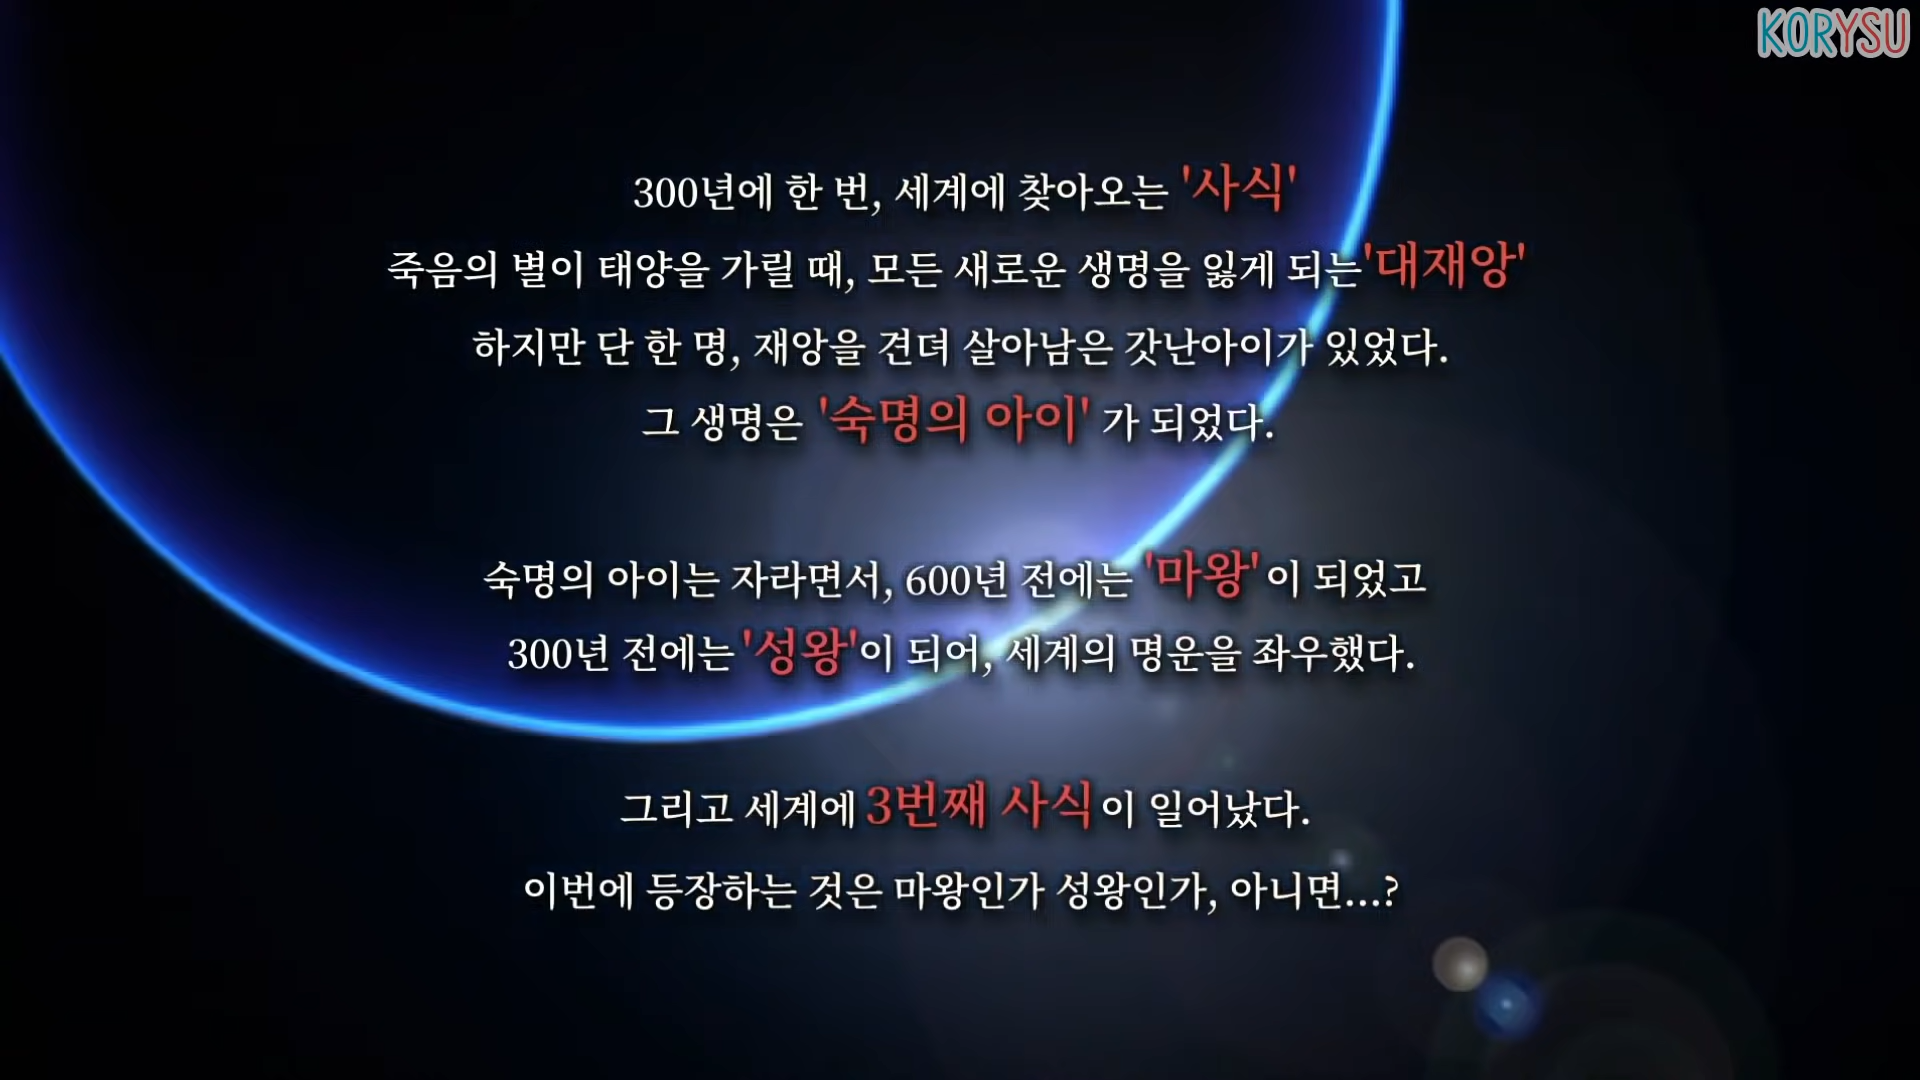 KORYSU
300년에 한 번, 세계에 찾아오는 '사식'
죽음의 별이 태양을 가릴 때, 모든 새로운 생명을 잃게 되는'대재앙'
하지만 단 한 명, 재앙을 견뎌 살아남은 갓난아이가 있었다.
그 생명은 '숙명의 아이' 가 되었다.
숙명의 아이는 자라면서, 600년 전에는 '마왕'이 되었고
300년 전에는 '성왕'이 되어, 세계의 명운을 좌우했다.
그리고 세계에 3번째 사식이 일어났다.
이번에 등장하는 것은 마왕인가 성왕인가, 아니면...?